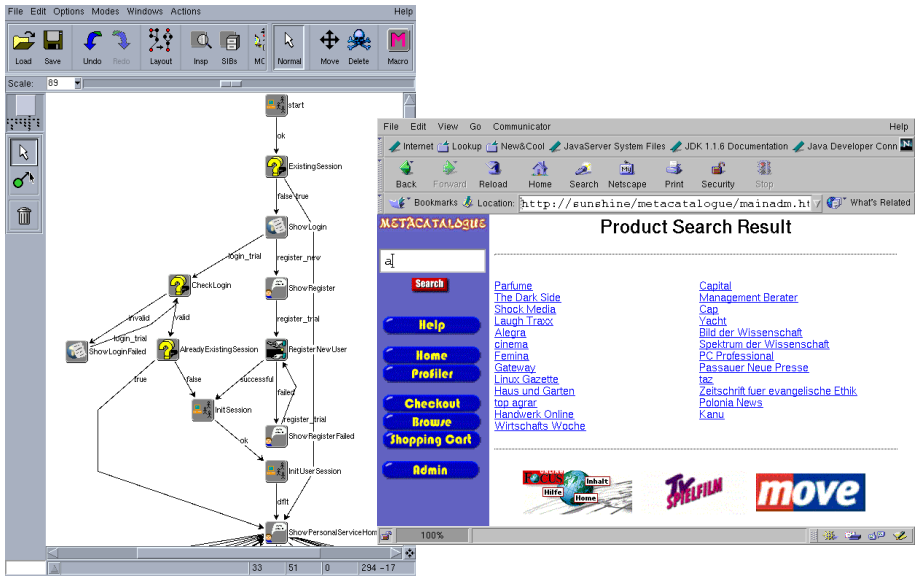 File Edit Options Modes Windows Actions Help
Load Save Undo Redo Layout Insp SIBs MC Normal Move Delete Macro
Scale: 89
start
ok
ExistingSession
false true
ShowLogin
login_trial register_new
CheckLogin
ShowRegister
invalid valid
register_trial
login_trial
ShowLoginFailed
AlreadyExistingSession
RegisterNewUser
true false successful failed
InitSession
register_trial
ShowRegisterFailed
ok
InitUserSession
dflt
ShowPersonalServiceHom
33 51 0 294 -17
File Edit View Go Communicator Help
Internet Lookup New&Cool JavaServer System Files JDK 1.1.6 Documentation Java Developer Conn N
Back Forward Reload Home Search Netscape Print Security Stop
Bookmarks Location: http://sunshine/metacatalogue/mainadm.ht What's Related
METACATALOGUE
a
Search
Help
Home
Profiler
Checkout
Browse
Shopping Cart
Admin
Product Search Result
Parfume
The Dark Side
Shock Media
Laugh Traxx
Alegra
cinema
Femina
Gateway
Linux Gazette
Haus und Garten
top agrar
Handwerk Online
Wirtschafts Woche
Capital
Management Berater
Cap
Yacht
Bild der Wissenschaft
Spektrum der Wissenschaft
PC Professional
Passauer Neue Presse
taz
Zeitschrift fuer evangelische Ethik
Polonia News
Kanu
FOCUS
Inhalt
Hilfe
Home
TV SPIELFILM
move
100%